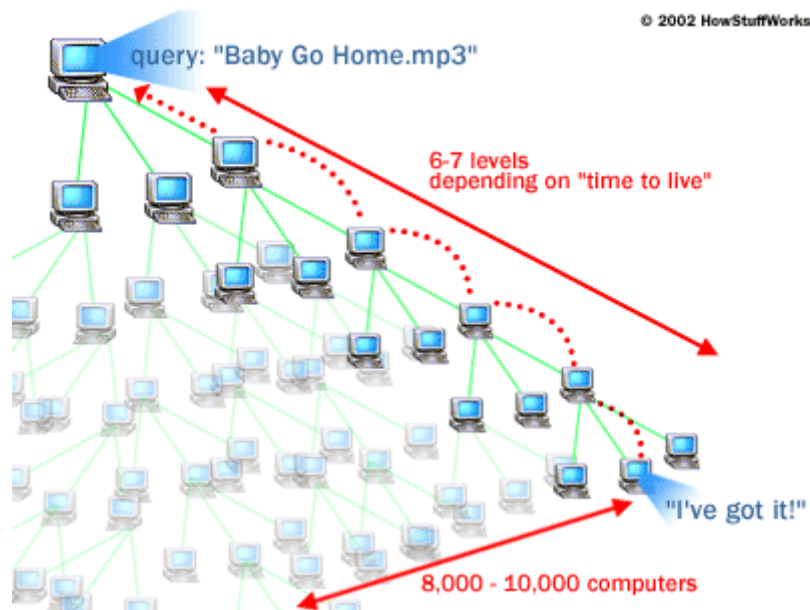 © 2002 HowStuffWorks
query: "Baby Go Home.mp3"
6-7 levels
depending on "time to live"
"I've got it!"
8,000 - 10,000 computers